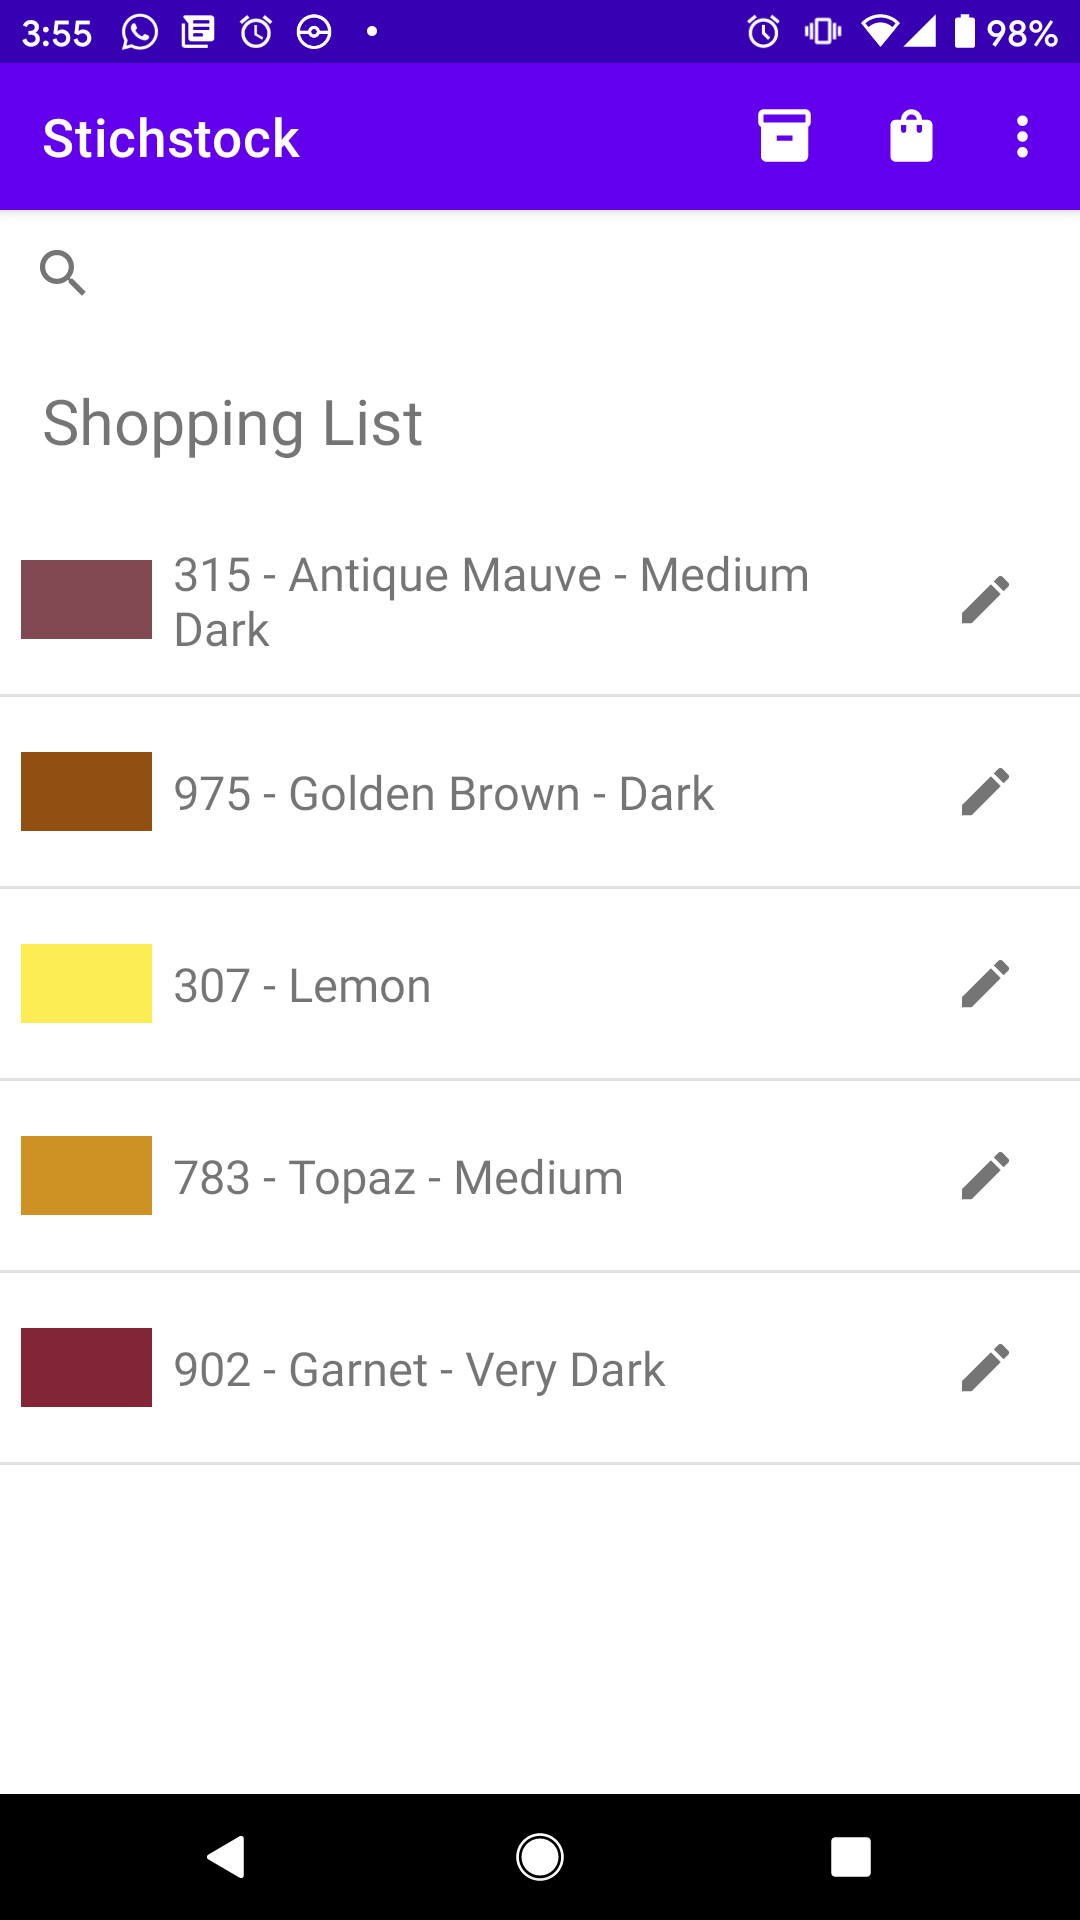 3:55
98%
Stichstock
Shopping List
315 - Antique Mauve - Medium
Dark
975 - Golden Brown - Dark
307 - Lemon
783 - Topaz - Medium
902 - Garnet - Very Dark